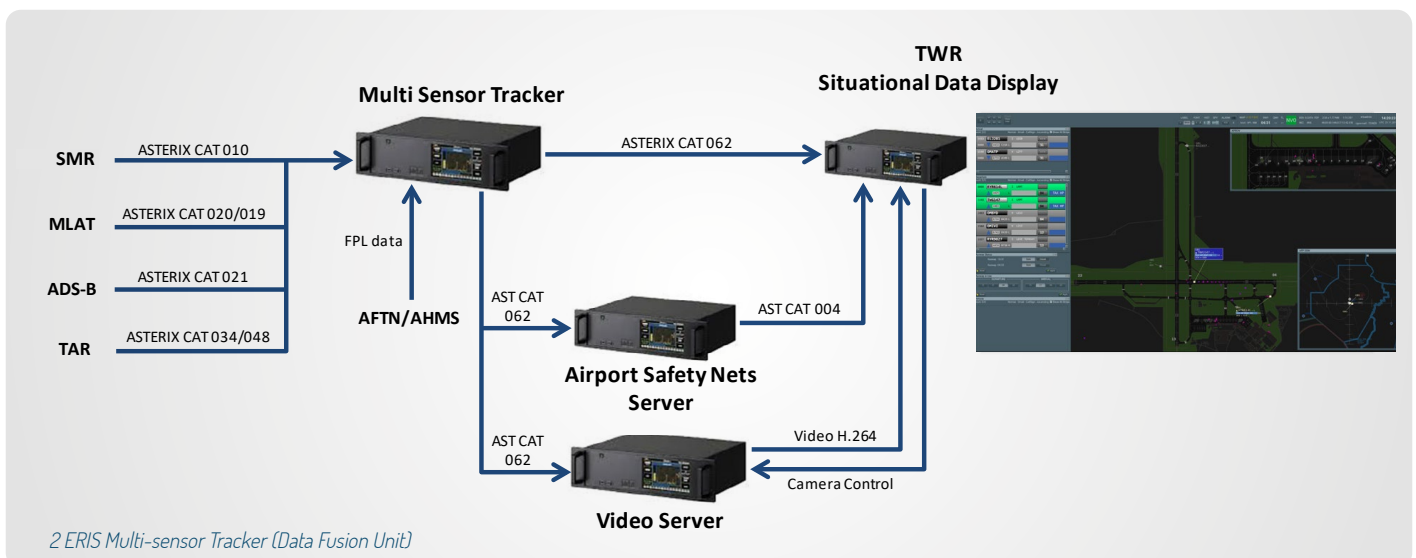 TWR
Situational Data Display
Multi Sensor Tracker
SMR
ASTERIX CAT 010
ASTERIX CAT 062
MLAT
ASTERIX CAT 020/019
FPL data
ADS-B
ASTERIX CAT 021
AFTN/AHMS
AST CAT
062
AST CAT 004
TAR
ASTERIX CAT 034/048
Airport Safety Nets
Server
AST CAT
062
Video H.264
Camera Control
Video Server
2 ERIS Multi-sensor Tracker (Data Fusion Unit)